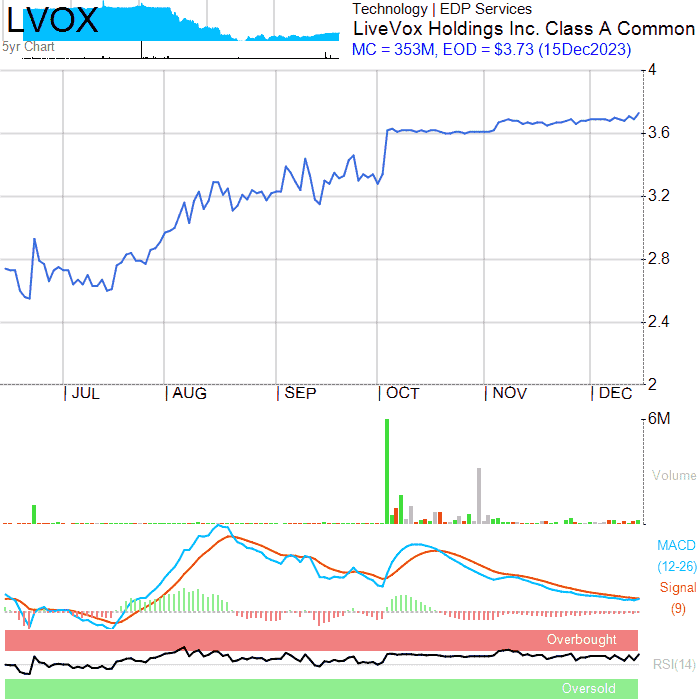 LVOX
Technology | EDP Services
LiveVox Holdings Inc. Class A Common
5yr Chart
MC = 353M, EOD = $3.73 (15Dec2023)
4
3.6
3.2
2.8
2.4
2
JUL AUG SEP OCT NOV DEC
6M
Volume
MACD
(12-26)
Signal
(9)
Overbought
RSI(14)
Oversold